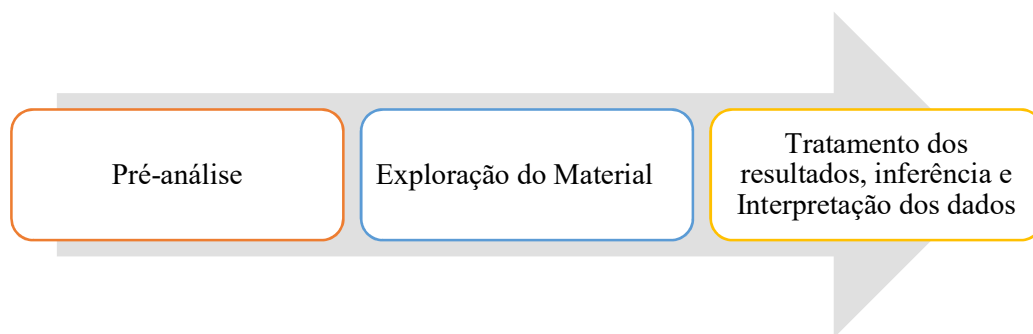 Pré-análise
Exploração do Material
Tratamento dos
resultados, inferência e
Interpretação dos dados